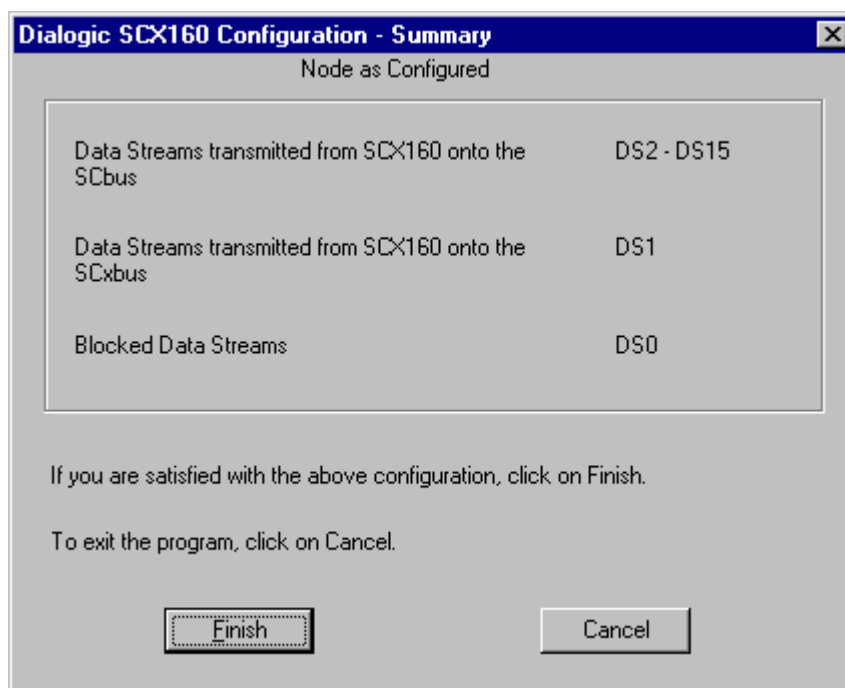 Dialogic SCX160 Configuration - Summary
Node as Configured
Data Streams transmitted from SCX160 onto the DS2 - DS15
SCbus
Data Streams transmitted from SCX160 onto the DS1
SCxbus
Blocked Data Streams DS0
If you are satisfied with the above configuration, click on Finish.
To exit the program, click on Cancel.
Finish Cancel